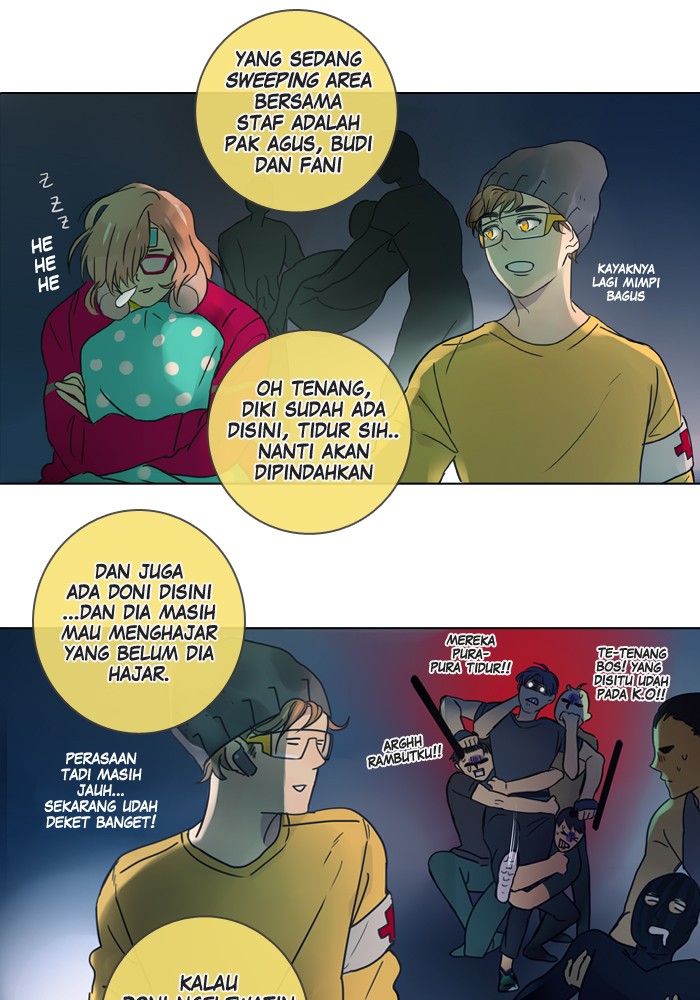 YANG SEDANG
SWEEPING AREA
BERSAMA
STAF ADALAH
PAK AGUS, BUDI
DAN FANI
Z
Z
Z
HE
HE
HE
KAYAKNYA
LAGI MIMPI
BAGUS
OH TENANG,
DIKI SUDAH ADA
DISINI, TIDUR SIH..
NANTI AKAN
DIPINDAHKAN
DAN JUGA
ADA DONI DISINI
...DAN DIA MASIH
MAU MENGHAJAR
YANG BELUM DIA
HAJAR.
MEREKA
PURA-
PURA TIDUR!!
TE-TENANG
BOS! YANG
DISITU UDAH
PADA K.O!!
ARGHH
RAMBUTKU!!
PERASAAN
TADI MASIH
JAUH...
SEKARANG UDAH
DEKET BANGET!
KALAU
DONI NGELEWATIN